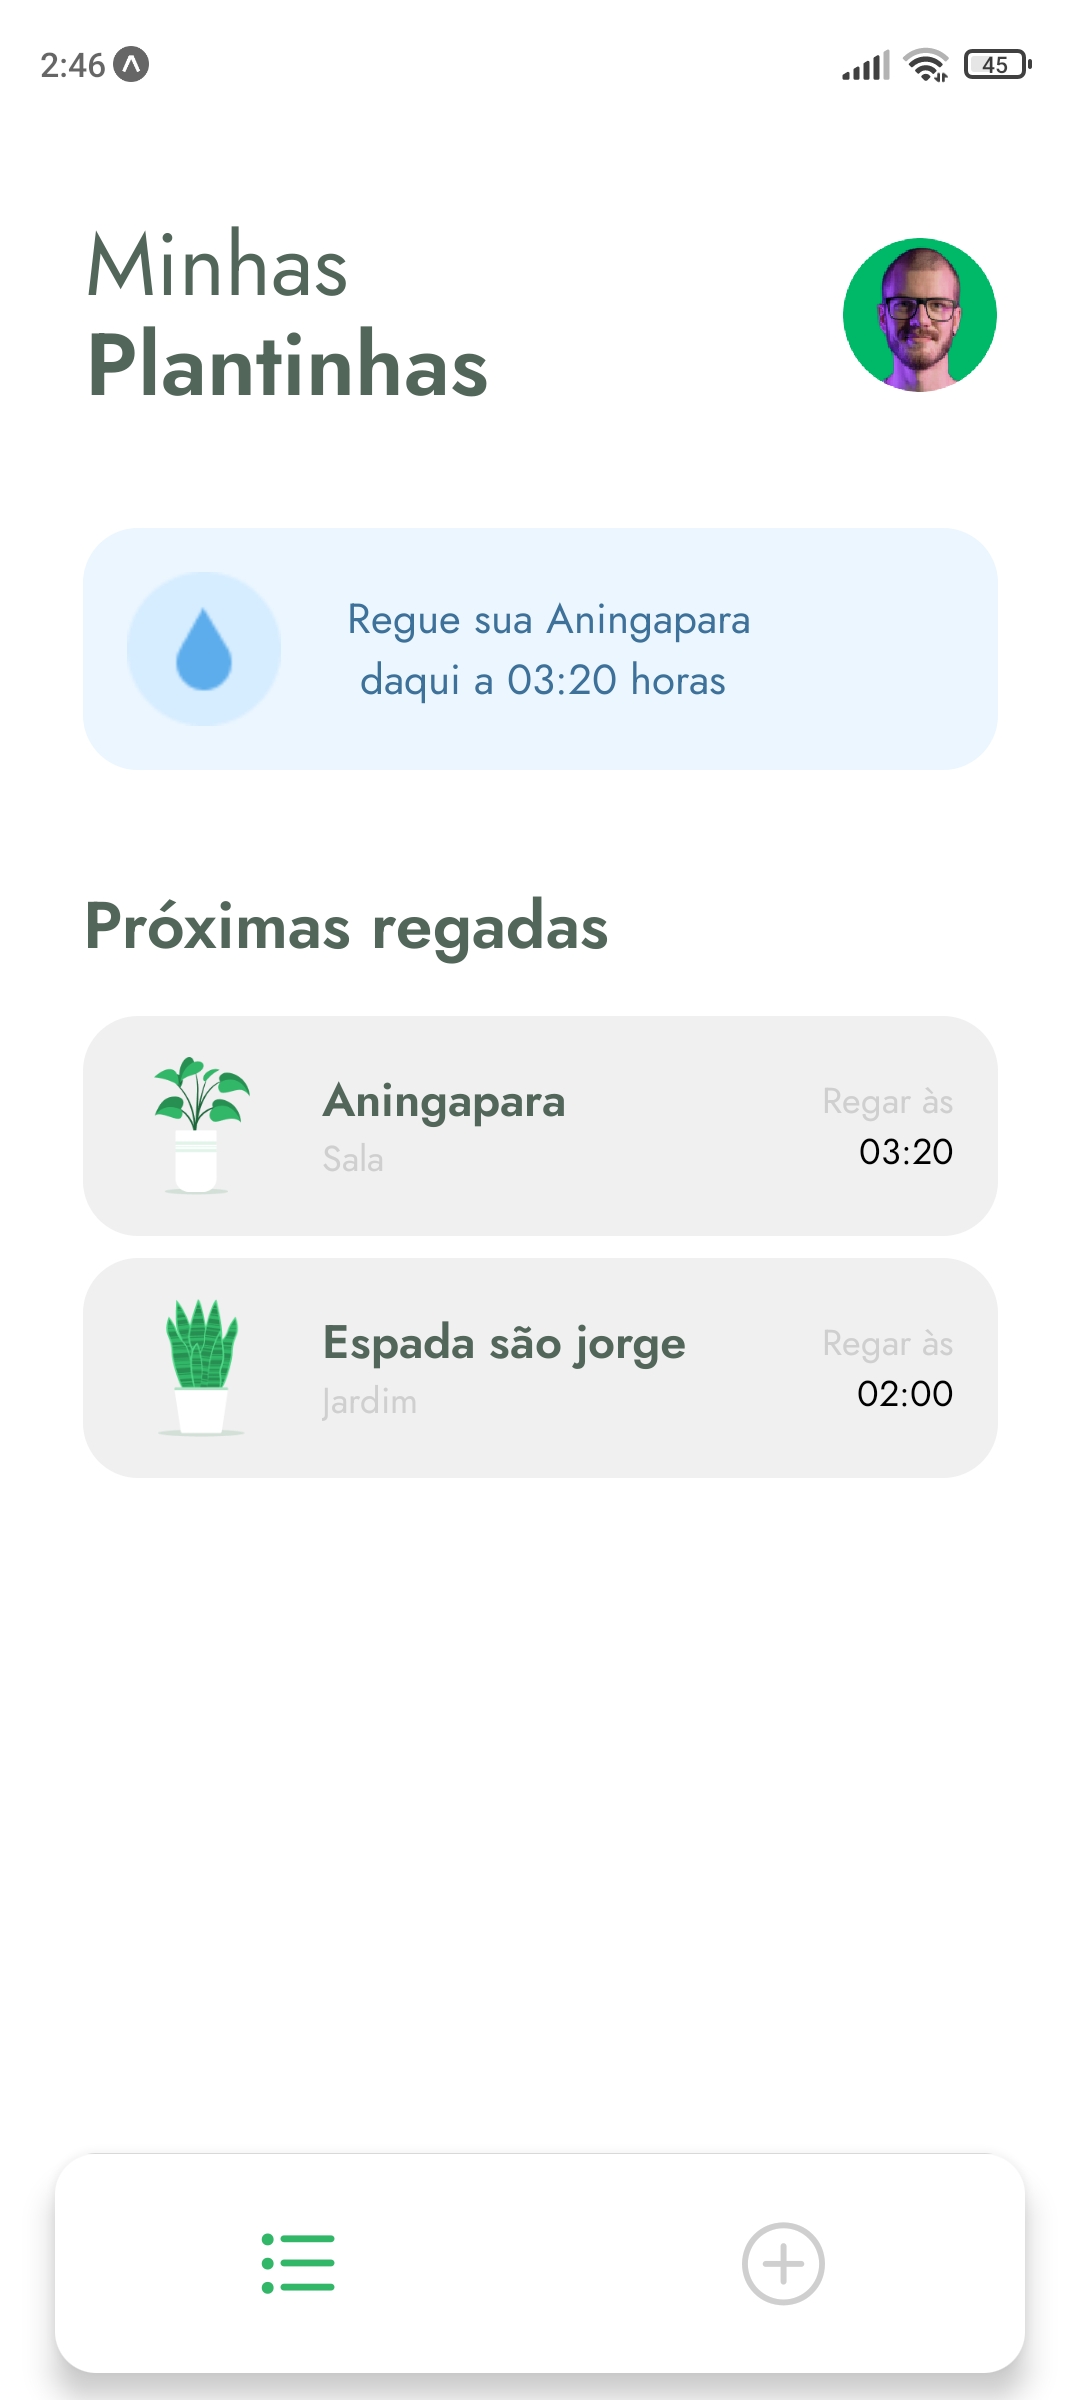 2:46
45
Minhas
Plantinhas
Regue sua Aningapara
daqui a 03:20 horas
Próximas regadas
Aningapara
Sala
Regar às
03:20
Espada são jorge
Jardim
Regar às
02:00